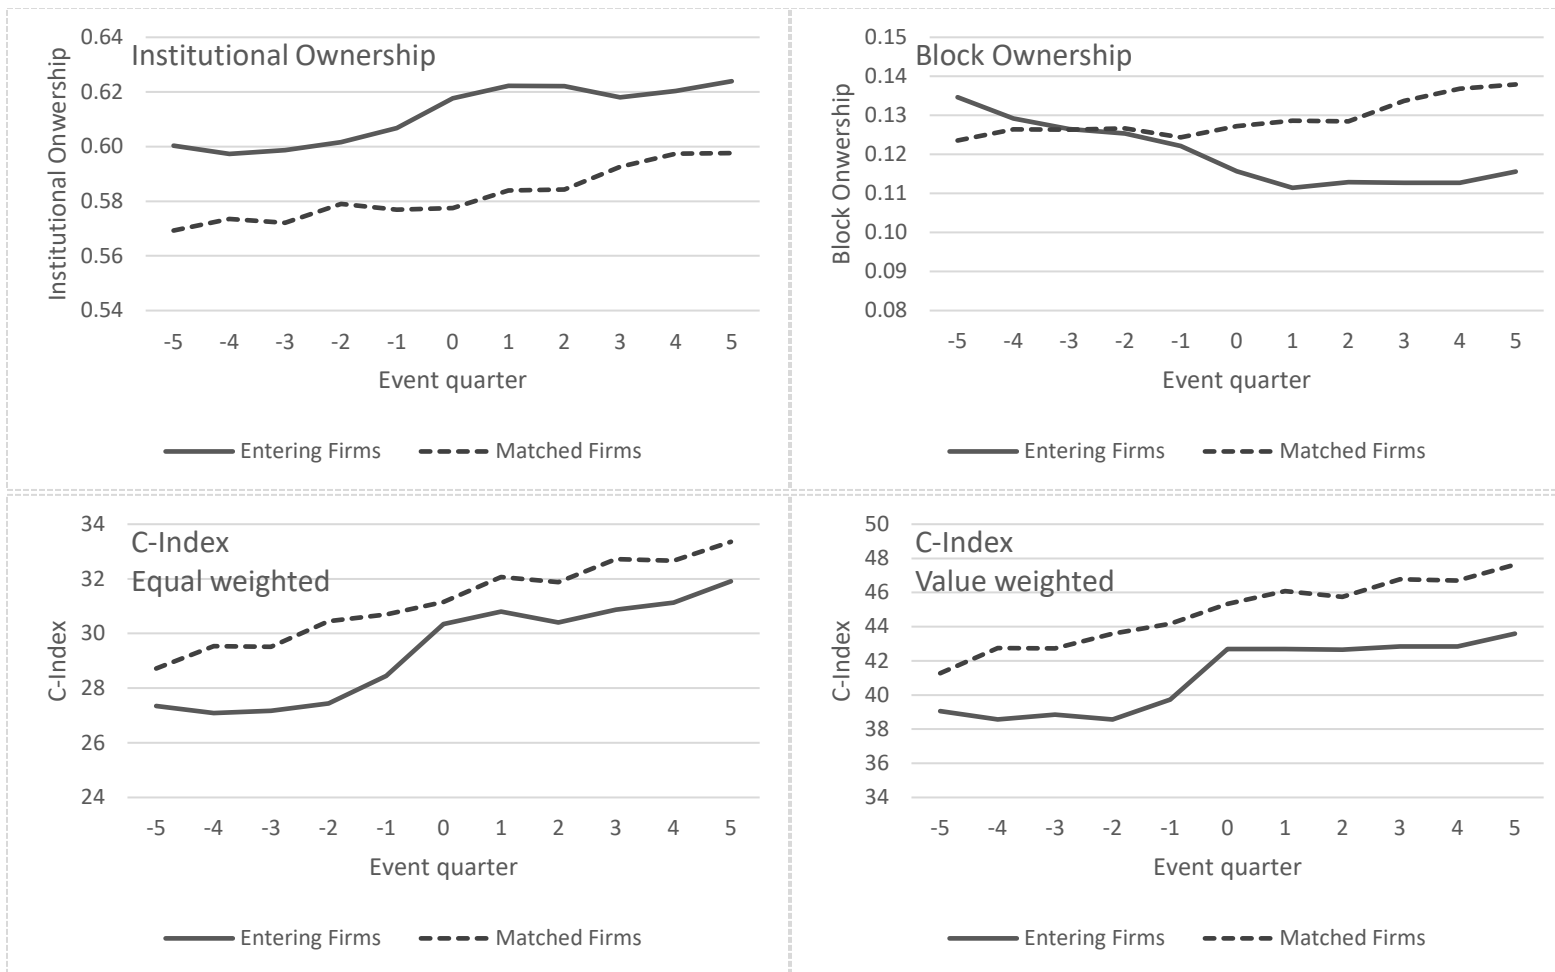 Institutional Ownership
Institutional Onwership
0.64
0.62
0.60
0.58
0.56
0.54
-5 -4 -3 -2 -1 0 1 2 3 4 5
Event quarter
Entering Firms Matched Firms
Block Ownership
Block Onwership
0.15
0.14
0.13
0.12
0.11
0.10
0.09
0.08
-5 -4 -3 -2 -1 0 1 2 3 4 5
Event quarter
Entering Firms Matched Firms
C-Index
Equal weighted
C-Index
34
32
30
28
26
24
-5 -4 -3 -2 -1 0 1 2 3 4 5
Event quarter
Entering Firms Matched Firms
C-Index
Value weighted
C-Index
50
48
46
44
42
40
38
36
34
-5 -4 -3 -2 -1 0 1 2 3 4 5
Event quarter
Entering Firms Matched Firms